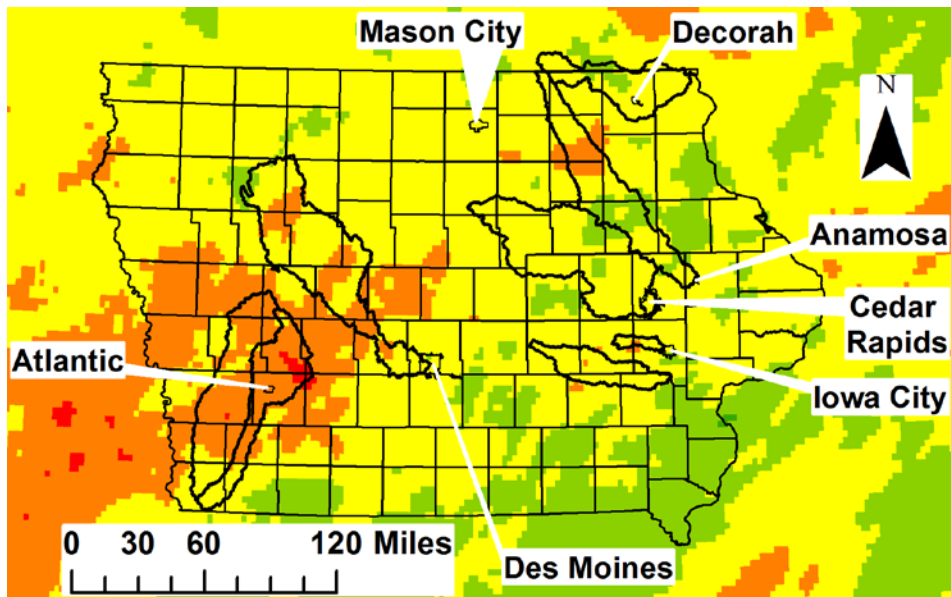 Mason City
Decorah
N
Anamosa
Cedar
Rapids
Atlantic
Iowa City
0 30 60 120 Miles
Des Moines